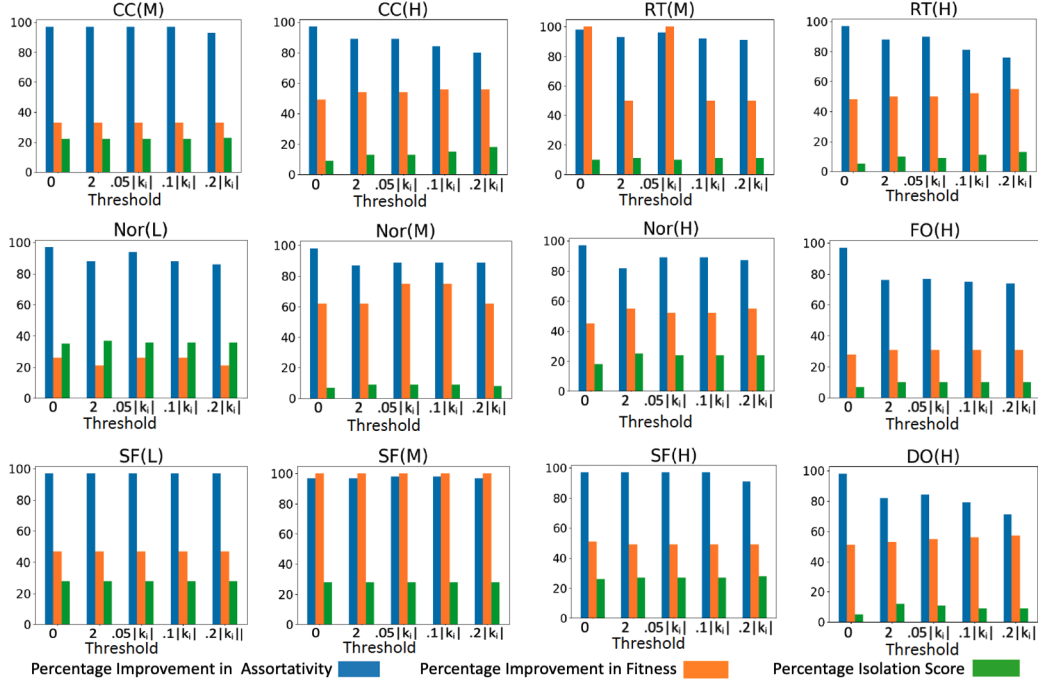 CC(M)
100
80
60
40
20
0
0 2 .05|kᵢ| .1|kᵢ| .2|kᵢ|
Threshold
CC(H)
100
80
60
40
20
0
0 2 .05|kᵢ| .1|kᵢ| .2|kᵢ|
Threshold
RT(M)
100
80
60
40
20
0
0 2 .05|kᵢ| .1|kᵢ| .2|kᵢ|
Threshold
RT(H)
100
80
60
40
20
0
0 2 .05|kᵢ| .1|kᵢ| .2|kᵢ|
Threshold
Nor(L)
100
80
60
40
20
0
0 2 .05|kᵢ| .1|kᵢ| .2|kᵢ|
Threshold
Nor(M)
100
80
60
40
20
0
0 2 .05|kᵢ| .1|kᵢ| .2|kᵢ|
Threshold
Nor(H)
100
80
60
40
20
0
0 2 .05|kᵢ| .1|kᵢ| .2|kᵢ|
Threshold
FO(H)
100
80
60
40
20
0
0 2 .05|kᵢ| .1|kᵢ| .2|kᵢ|
Threshold
SF(L)
100
80
60
40
20
0
0 2 .05|kᵢ| .1|kᵢ| .2|kᵢ||
Threshold
SF(M)
100
80
60
40
20
0
0 2 .05|kᵢ| .1|kᵢ| .2|kᵢ|
Threshold
SF(H)
100
80
60
40
20
0
0 2 .05|kᵢ| .1|kᵢ| .2|kᵢ|
Threshold
DO(H)
100
80
60
40
20
0
0 2 .05|kᵢ| .1|kᵢ| .2|kᵢ|
Threshold
Percentage Improvement in Assortativity Percentage Improvement in Fitness Percentage Isolation Score